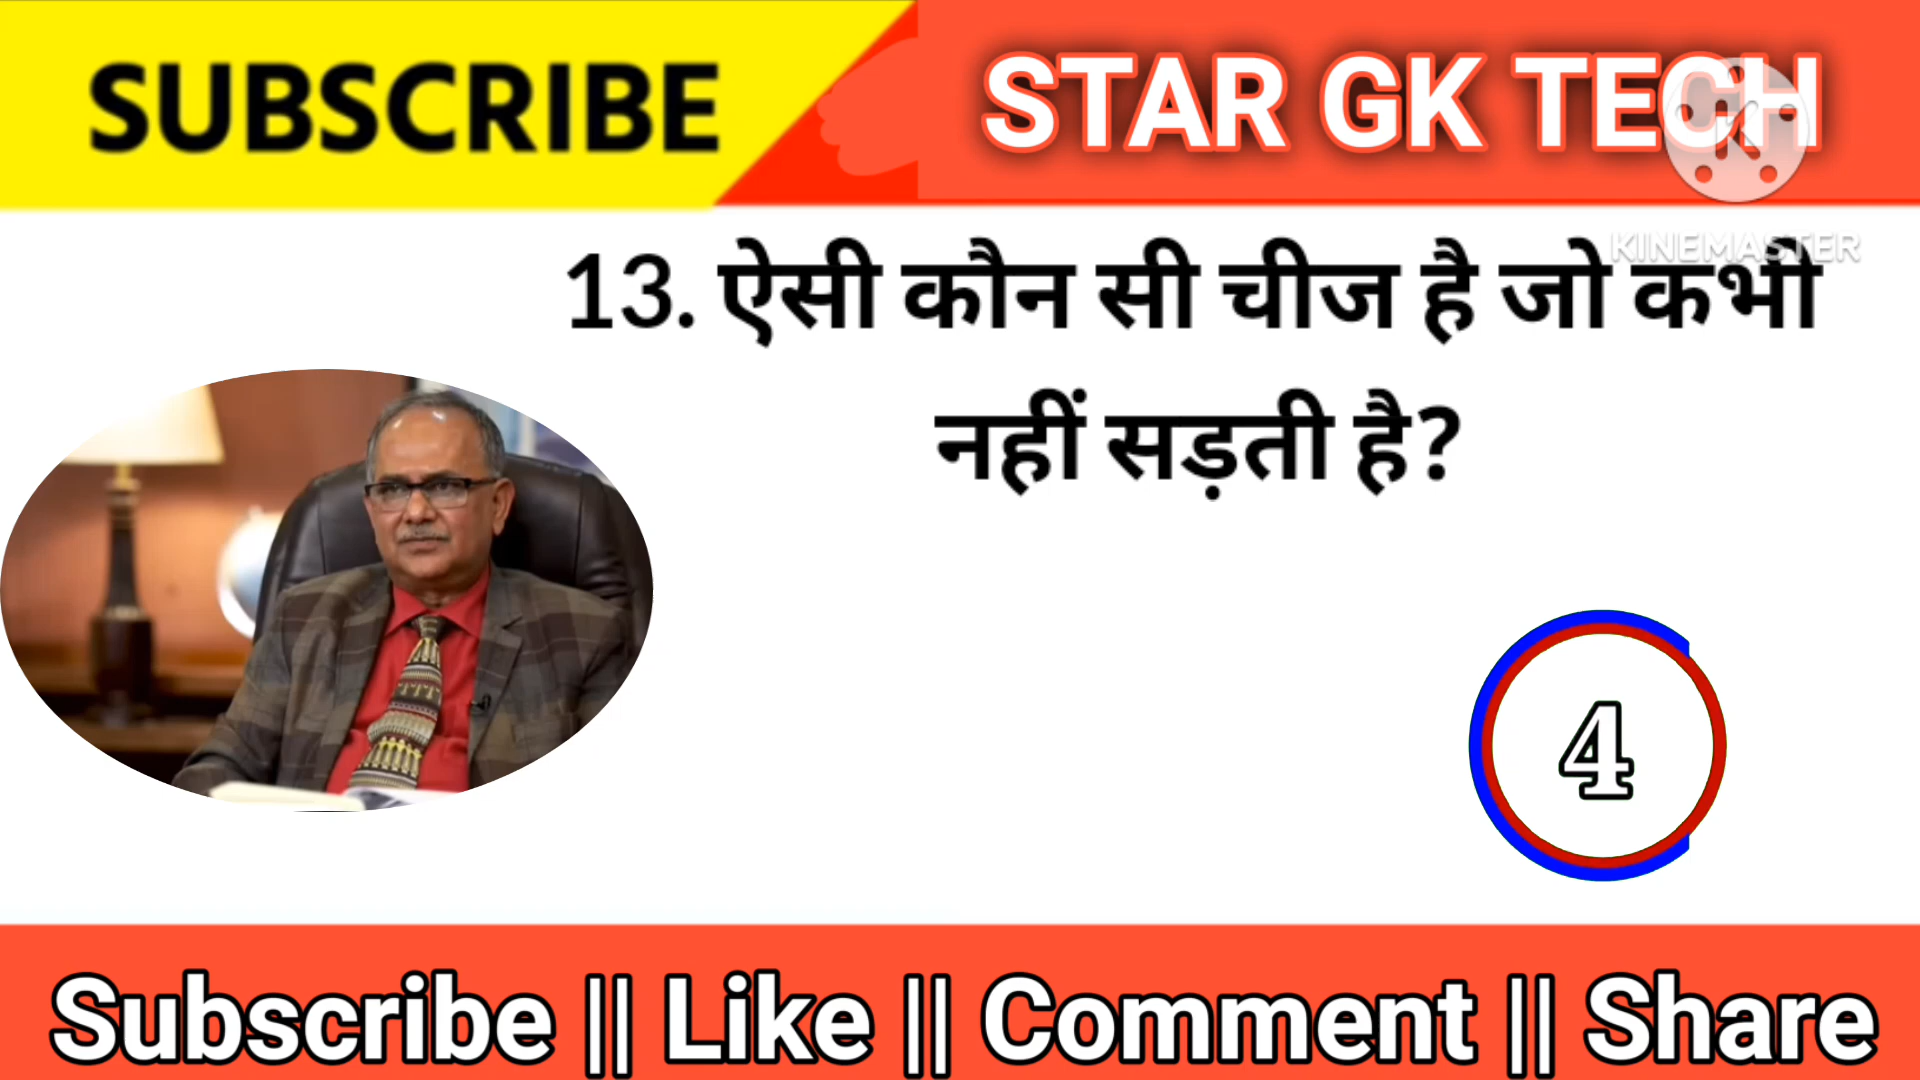 SUBSCRIBE
STAR GK TECH
KINEMASTER
13. ऐसी कौन सी चीज है जो कभी
नहीं सड़ती है?
4
Subscribe || Like || Comment || Share